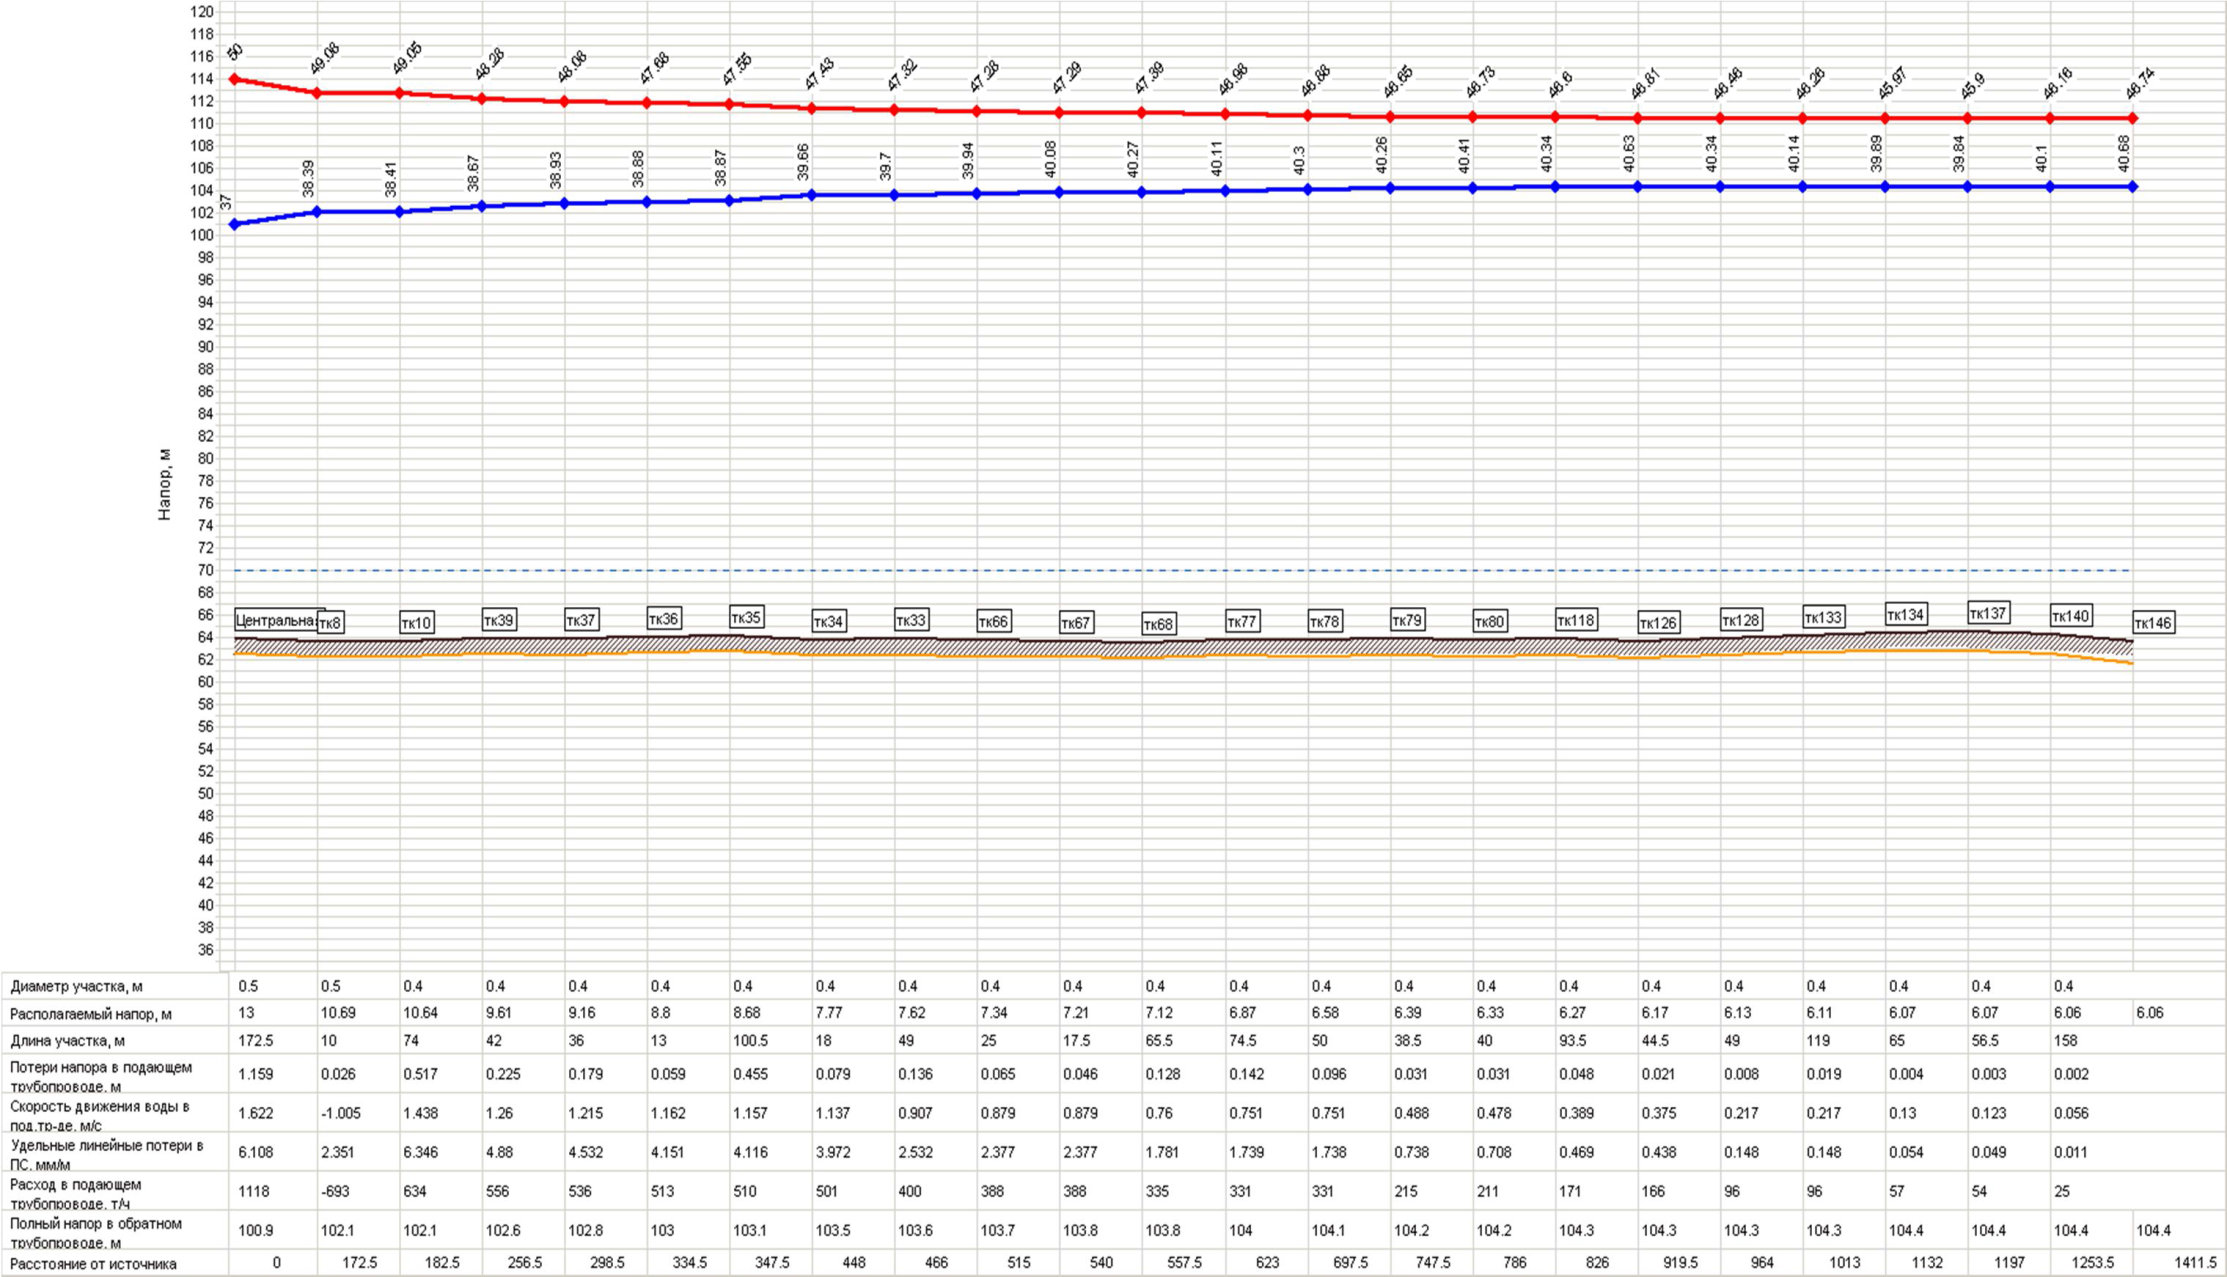 120
118
116
114
112
110
108
106
104
102
100
98
96
94
92
90
88
86
84
82
80
78
76
74
72
70
68
66
64
62
60
58
56
54
52
50
48
46
44
42
40
38
36
Напор, м
50 49.08 49.05 48.28 48.08 47.68 47.55 47.43 47.32 47.28 47.29 47.39 46.98 46.88 46.65 46.73 46.6 46.81 46.46 46.26 45.97 45.9 46.16 46.74
37 38.39 38.41 38.67 38.93 38.88 38.87 39.66 39.7 39.94 40.08 40.27 40.11 40.3 40.26 40.41 40.34 40.63 40.34 40.14 39.89 39.84 40.1 40.68
Центральна тк8 тк10 тк39 тк37 тк36 тк35 тк34 тк33 тк66 тк67 тк68 тк77 тк78 тк79 тк80 тк118 тк126 тк128 тк133 тк134 тк137 тк140 тк146
Диаметр участка, м 0.5 0.5 0.4 0.4 0.4 0.4 0.4 0.4 0.4 0.4 0.4 0.4 0.4 0.4 0.4 0.4 0.4 0.4 0.4 0.4 0.4 0.4 0.4
Располагаемый напор, м 13 10.69 10.64 9.61 9.16 8.8 8.68 7.77 7.62 7.34 7.21 7.12 6.87 6.58 6.39 6.33 6.27 6.17 6.13 6.11 6.07 6.07 6.06 6.06
Длина участка, м 172.5 10 74 42 36 13 100.5 18 49 25 17.5 65.5 74.5 50 38.5 40 93.5 44.5 49 119 65 56.5 158
Потери напора в подающем
трубопроводе, м 1.159 0.026 0.517 0.225 0.179 0.059 0.455 0.079 0.136 0.065 0.046 0.128 0.142 0.096 0.031 0.031 0.048 0.021 0.008 0.019 0.004 0.003 0.002
Скорость движения воды в
под.тр-де, м/с 1.622 -1.005 1.438 1.26 1.215 1.162 1.157 1.137 0.907 0.879 0.879 0.76 0.751 0.751 0.488 0.478 0.389 0.375 0.217 0.217 0.13 0.123 0.056
Удельные линейные потери в
ПС, мм/м 6.108 2.351 6.346 4.88 4.532 4.151 4.116 3.972 2.532 2.377 2.377 1.781 1.739 1.738 0.738 0.708 0.469 0.438 0.148 0.148 0.054 0.049 0.011
Расход в подающем
трубопроводе, т/ч 1118 -693 634 556 536 513 510 501 400 388 388 335 331 331 215 211 171 166 96 96 57 54 25
Полный напор в обратном
трубопроводе, м 100.9 102.1 102.1 102.6 102.8 103 103.1 103.5 103.6 103.7 103.8 103.8 104 104.1 104.2 104.2 104.3 104.3 104.3 104.3 104.4 104.4 104.4 104.4
Расстояние от источника 0 172.5 182.5 256.5 298.5 334.5 347.5 448 466 515 540 557.5 623 697.5 747.5 786 826 919.5 964 1013 1132 1197 1253.5 1411.5